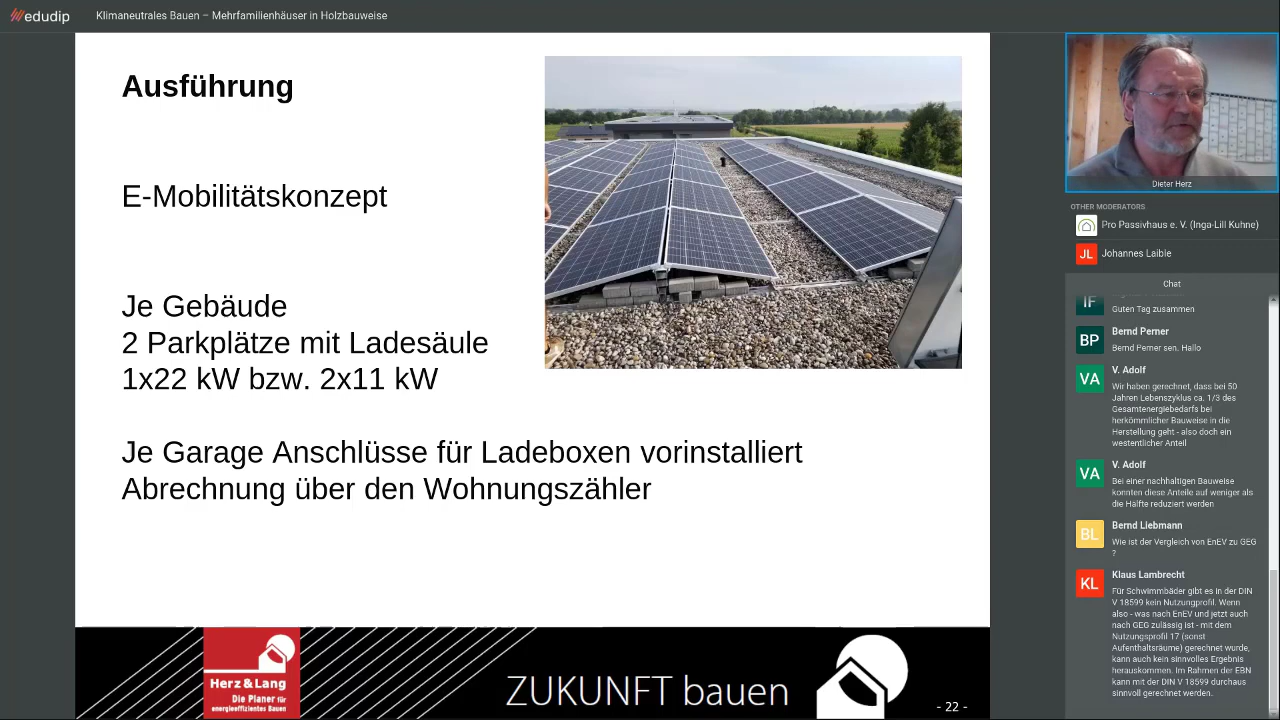 edudip
Klimaneutrales Bauen – Mehrfamilienhäuser in Holzbauweise
Ausführung
E-Mobilitätskonzept
Je Gebäude
2 Parkplätze mit Ladesäule
1x22 kW bzw. 2x11 kW
Je Garage Anschlüsse für Ladeboxen vorinstalliert
Abrechnung über den Wohnungszähler
Herz & Lang
Die Planer für
energieeffizientes Bauen
ZUKUNFT bauen
- 22 -
Dieter Herz
OTHER MODERATORS
Pro Passivhaus e. V. (Inga-Lill Kuhne)
JL
Johannes Laible
Chat
IF
Guten Tag zusammen
BP
Bernd Perner
Bernd Perner sen. Hallo
VA
V. Adolf
Wir haben gerechnet, dass bei 50
Jahren Lebenszyklus ca. 1/3 des
Gesamtenergiebedarfs bei
herkömmlicher Bauweise in die
Herstellung geht - also doch ein
westentlicher Anteil
VA
V. Adolf
Bei einer nachhaltigen Bauweise
konnten diese Anteile auf weniger als
die Hälfte reduziert werden
BL
Bernd Liebmann
Wie ist der Vergleich von EnEV zu GEG
?
KL
Klaus Lambrecht
Für Schwimmbäder gibt es in der DIN
V 18599 kein Nutzungprofil. Wenn
also - was nach EnEV und jetzt auch
nach GEG zulässig ist - mit dem
Nutzungsprofil 17 (sonst
Aufenthaltsräume) gerechnet wurde,
kann auch kein sinnvolles Ergebnis
herauskommen. Im Rahmen der EBN
kann mit der DIN V 18599 durchaus
sinnvoll gerechnet werden.